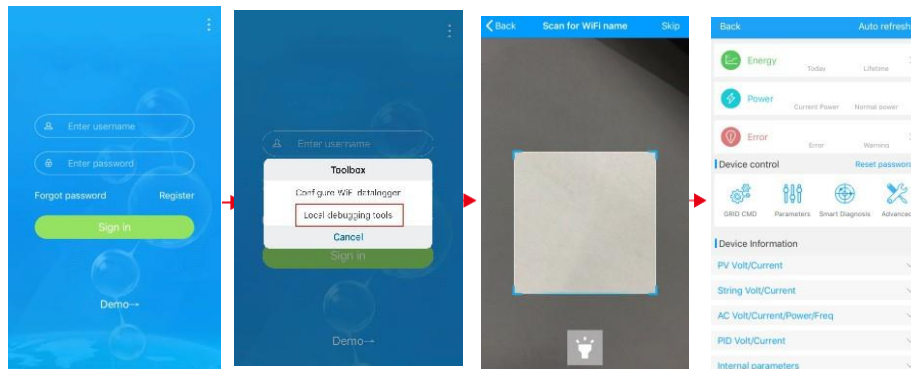 Enter username
Enter password
Forgot password Register
Sign in
Demo→
Enter username
Toolbox
Configure WiFi datalogger
Local debugging tools
Cancel
Sign in
Demo→
Back Scan for WiFi name Skip
Back Auto refresh
Energy
Today Lifetime
Power
Current Power Normal power
Error
Error Warning
Device control Reset password
GRID CMD Parameters Smart Diagnosis Advanced
Device Information
PV Volt/Current
String Volt/Current
AC Volt/Current/Power/Freq
PID Volt/Current
Internal parameters